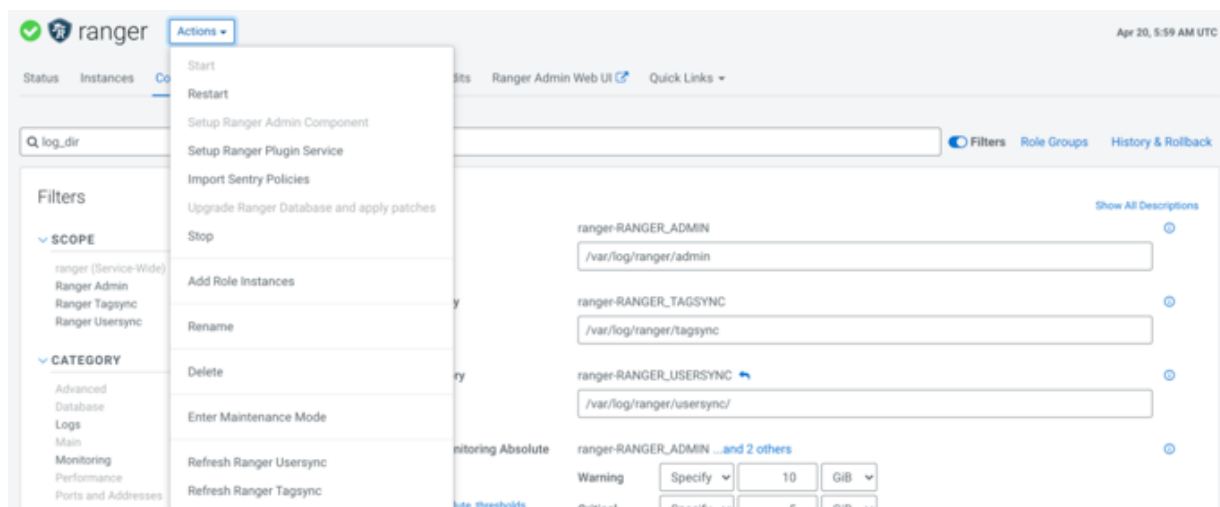 ranger Actions
Apr 20, 5:59 AM UTC
Status Instances Co dits Ranger Admin Web UI Quick Links
log_dir
Filters Role Groups History & Rollback
Start
Restart
Setup Ranger Admin Component
Setup Ranger Plugin Service
Import Sentry Policies
Upgrade Ranger Database and apply patches
Stop
Add Role Instances
Rename
Delete
Enter Maintenance Mode
Refresh Ranger Usersync
Refresh Ranger Tagsync
Filters
SCOPE
ranger (Service-Wide)
Ranger Admin
Ranger Tagsync
Ranger Usersync
CATEGORY
Advanced
Database
Logs
Main
Monitoring
Performance
Ports and Addresses
Show All Descriptions
ranger-RANGER_ADMIN
/var/log/ranger/admin
y ranger-RANGER_TAGSYNC
/var/log/ranger/tagsync
ry ranger-RANGER_USERSYNC
/var/log/ranger/usersync/
nitoring Absolute ranger-RANGER_ADMIN ...and 2 others
Warning Specify 10 GiB